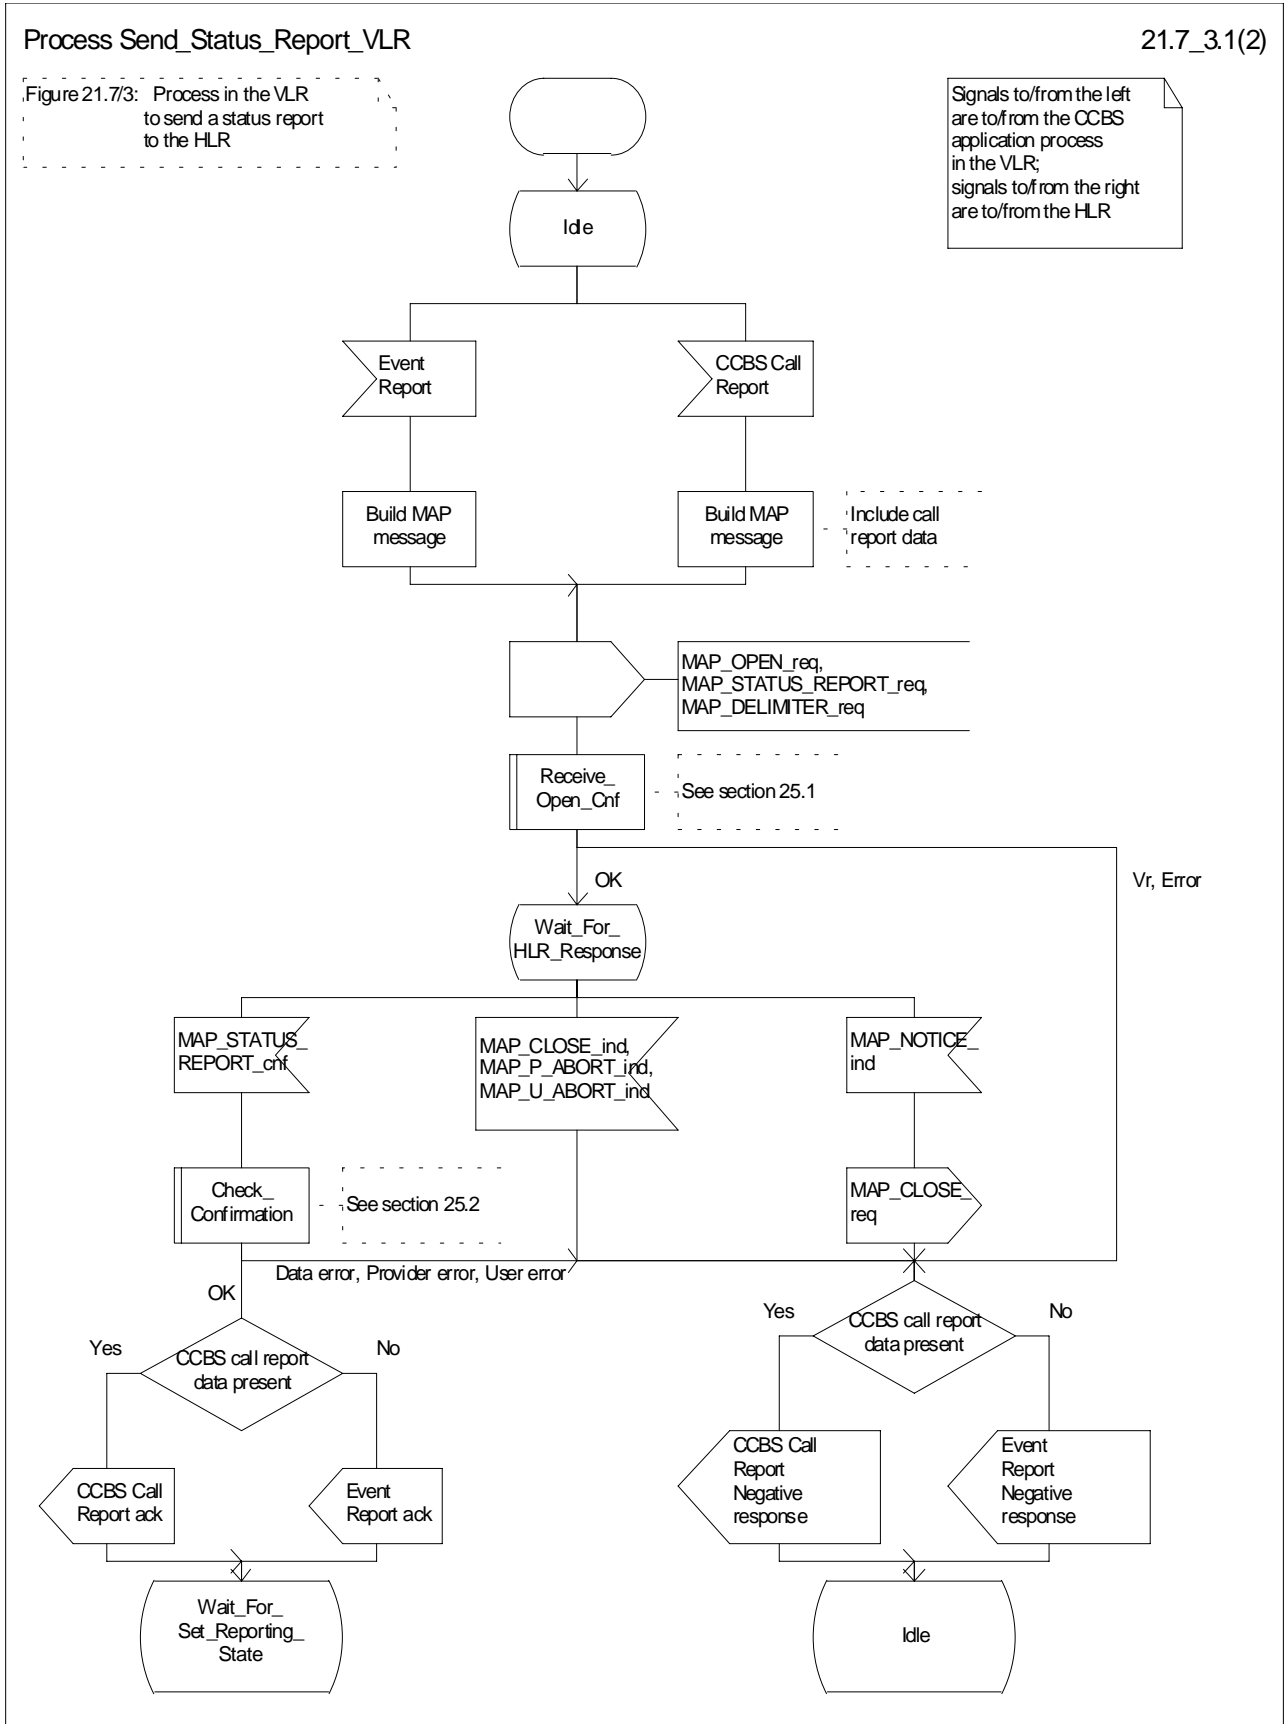 Process Send_Status_Report_VLR
21.7_3.1(2)
Figure 21.7/3: Process in the VLR
to send a status report
to the HLR
Signals to/from the left
are to/from the CCBS
application process
in the VLR;
signals to/from the right
are to/from the HLR
Idle
Event
Report
CCBS Call
Report
Build MAP
message
Build MAP
message
Include call
report data
MAP_OPEN_req,
MAP_STATUS_REPORT_req,
MAP_DELIMITER_req
Receive_
Open_Cnf
See section 25.1
OK
Vr, Error
Wait_For_
HLR_Response
MAP_STATUS_
REPORT_cnf
MAP_CLOSE_ind,
MAP_P_ABORT_ind,
MAP_U_ABORT_ind
MAP_NOTICE_
ind
Check_
Confirmation
See section 25.2
MAP_CLOSE_
req
Data error, Provider error, User error
OK
Yes
CCBS call report
data present
No
Yes
CCBS call report
data present
No
CCBS Call
Report ack
Event
Report ack
CCBS Call
Report
Negative
response
Event
Report
Negative
response
Wait_For_
Set_Reporting_
State
Idle